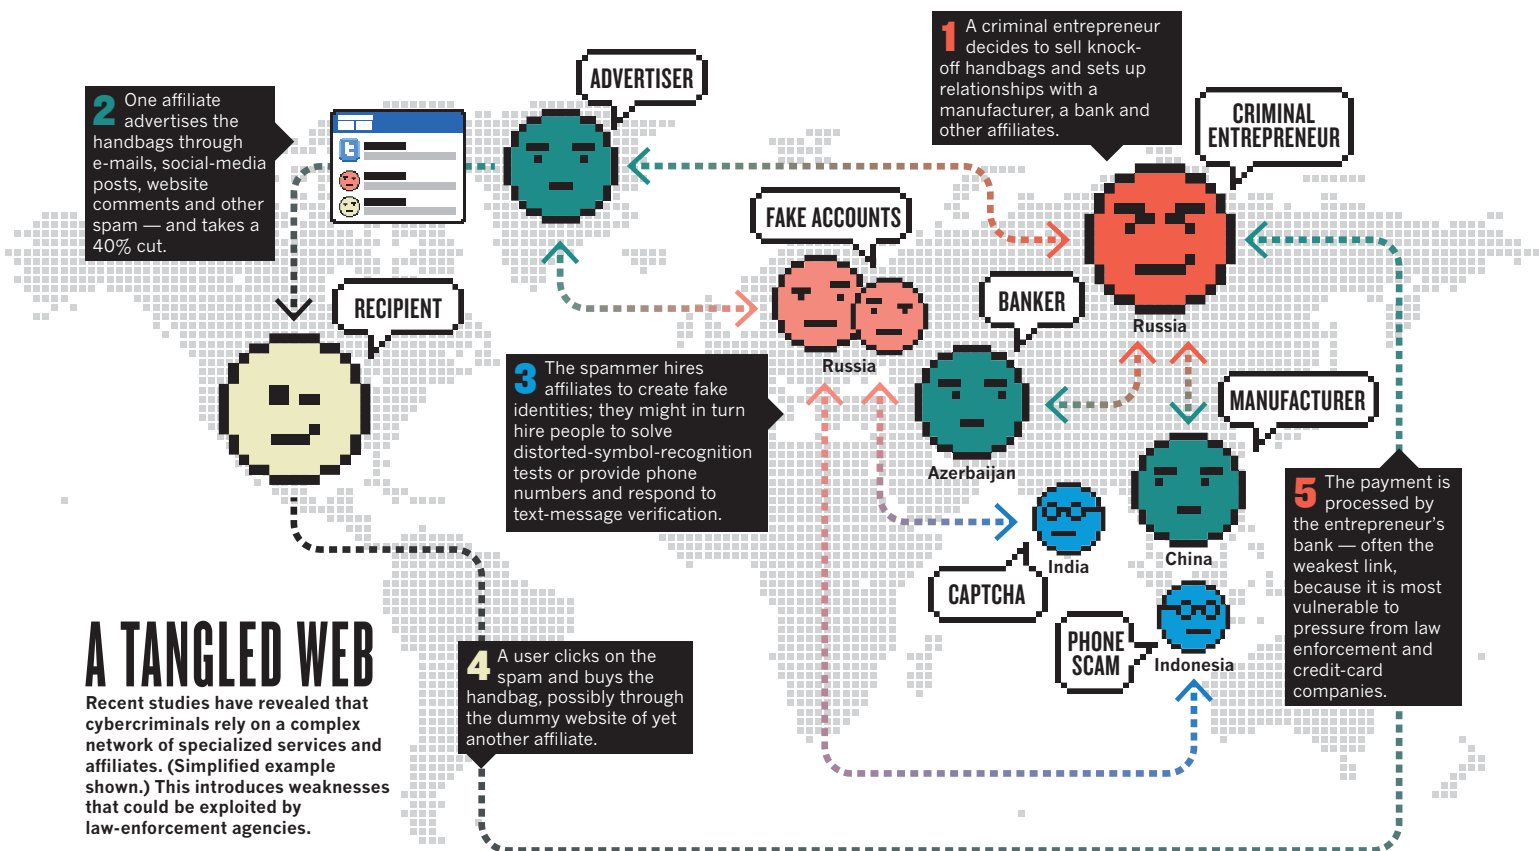 1 A criminal entrepreneur
decides to sell knock-
off handbags and sets up
relationships with a
manufacturer, a bank and
other affiliates.
CRIMINAL
ENTREPRENEUR
Russia
ADVERTISER
2 One affiliate
advertises the
handbags through
e-mails, social-media
posts, website
comments and other
spam — and takes a
40% cut.
t
RECIPIENT
FAKE ACCOUNTS
Russia
BANKER
Azerbaijan
MANUFACTURER
China
3 The spammer hires
affiliates to create fake
identities; they might in turn
hire people to solve
distorted-symbol-recognition
tests or provide phone
numbers and respond to
text-message verification.
India
CAPTCHA
PHONE
SCAM
Indonesia
4 A user clicks on the
spam and buys the
handbag, possibly through
the dummy website of yet
another affiliate.
5 The payment is
processed by
the entrepreneur's
bank — often the
weakest link,
because it is most
vulnerable to
pressure from law
enforcement and
credit-card
companies.
A TANGLED WEB
Recent studies have revealed that
cybercriminals rely on a complex
network of specialized services and
affiliates. (Simplified example
shown.) This introduces weaknesses
that could be exploited by
law-enforcement agencies.